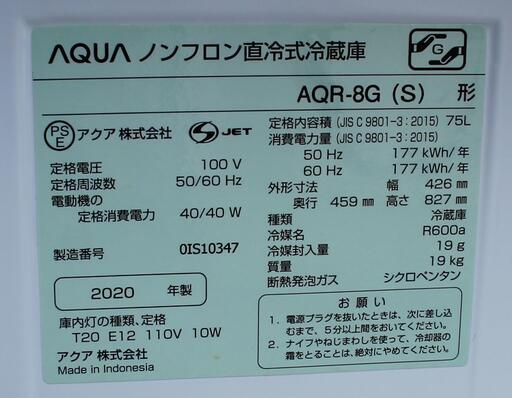 AQUA ノンフロン直冷式冷蔵庫
G
AQR-8G (S) 形
PS E アクア 株式会社 S JET
定格電圧 100 V
定格周波数 50/60 Hz
電動機の
定格消費電力 40/40 W
製造番号 0IS10347
2020 年製
庫内灯の種類、定格
T20 E12 110V 10W
アクア 株式会社
Made in Indonesia
定格内容積 (JIS C 9801-3 : 2015) 75L
消費電力量 (JIS C 9801-3 : 2015)
50 Hz 177 kWh/年
60 Hz 177 kWh/年
外形寸法 幅 426 mm
奥行 459 mm 高さ 827 mm
種類 冷蔵庫
冷媒名 R600a
冷媒封入量 19 g
質量 19 kg
断熱発泡ガス シクロペンタン
お 願 い
1. 電源プラグを抜いたときは、次に差し込
むまで、5分以上間をおいてください。
2. ナイフやねじまわしを使って、冷却器の
霜をとることは、絶対にやめてください。